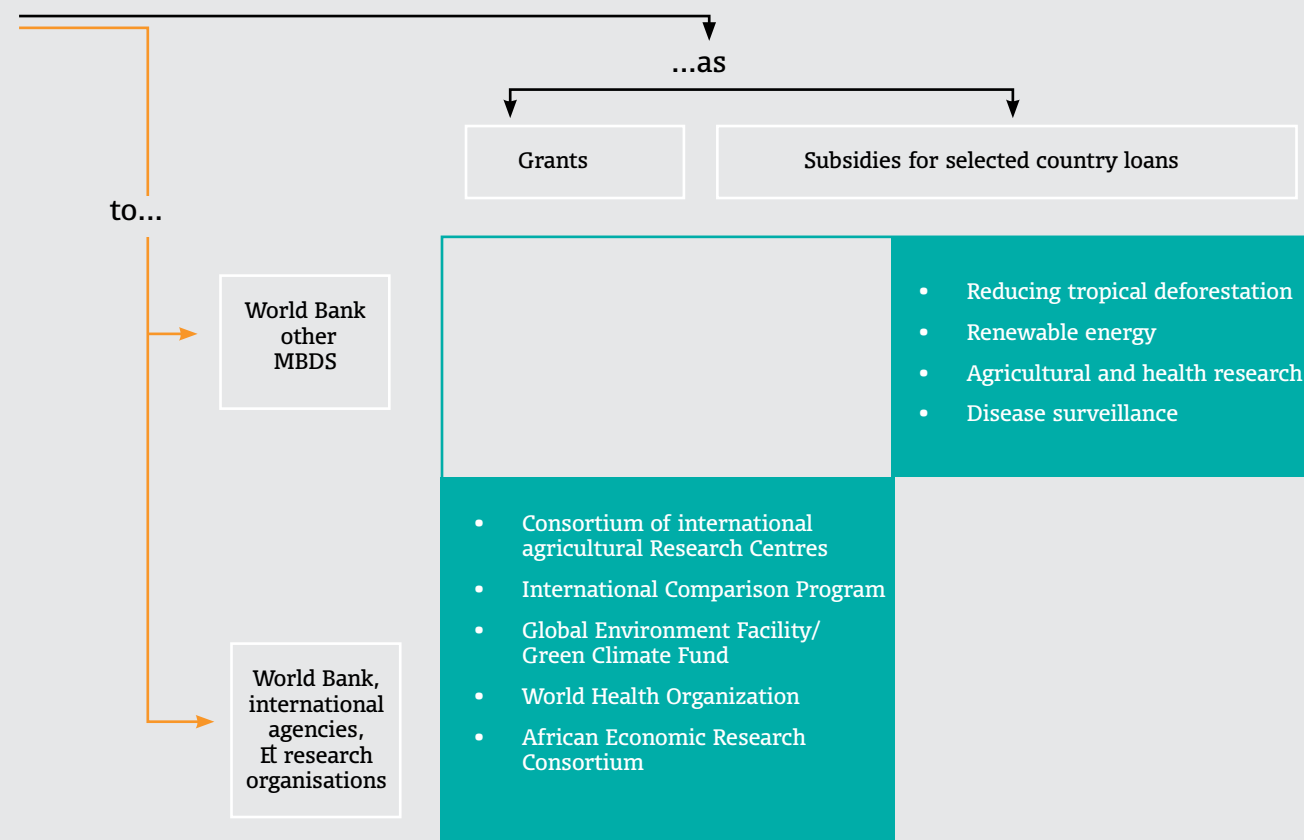 ...as
Grants
Subsidies for selected country loans
to...
World Bank
other
MBDS
• Reducing tropical deforestation
• Renewable energy
• Agricultural and health research
• Disease surveillance
World Bank,
international
agencies,
Et research
organisations
• Consortium of international
agricultural Research Centres
• International Comparison Program
• Global Environment Facility/
Green Climate Fund
• World Health Organization
• African Economic Research
Consortium